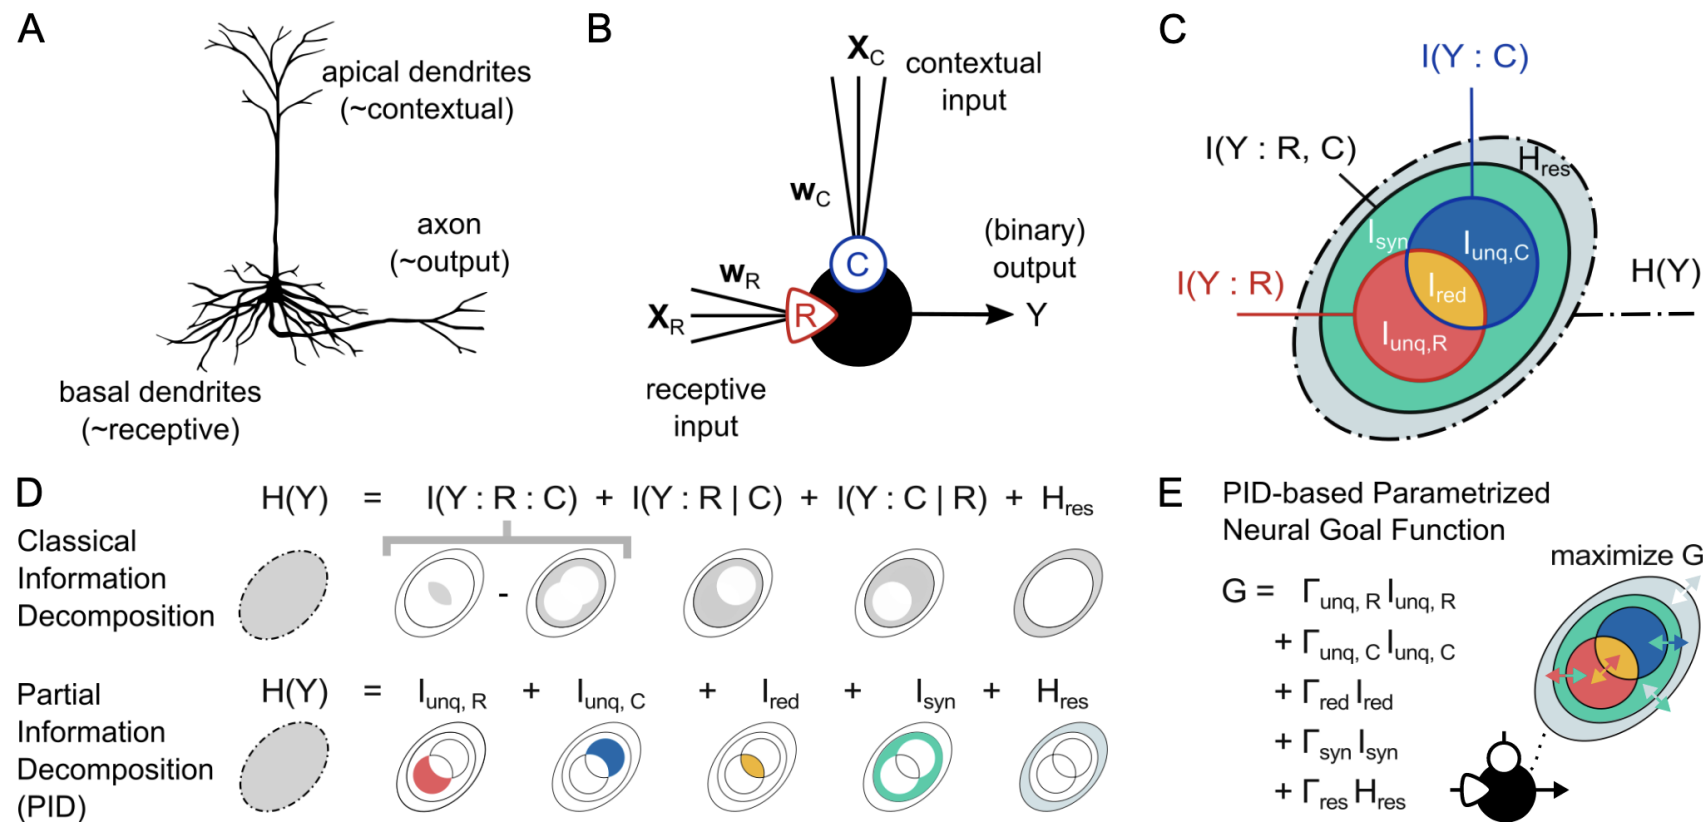 A
apical dendrites
(~contextual)
axon
(~output)
basal dendrites
(~receptive)
B
X_C
contextual
input
w_C
(binary)
output
C
w_R
R
X_R
Y
receptive
input
C
I(Y : C)
I(Y : R, C)
H_res
I_syn
I_unq,C
I(Y : R)
I_red
H(Y)
I_unq,R
D
H(Y) = I(Y : R : C) + I(Y : R | C) + I(Y : C | R) + H_res
Classical
Information
Decomposition
-
Partial
Information
Decomposition
(PID)
H(Y) = I_unq, R + I_unq, C + I_red + I_syn + H_res
E
PID-based Parametrized
Neural Goal Function
maximize G
G = Γ_unq, R I_unq, R
+ Γ_unq, C I_unq, C
+ Γ_red I_red
+ Γ_syn I_syn
+ Γ_res H_res